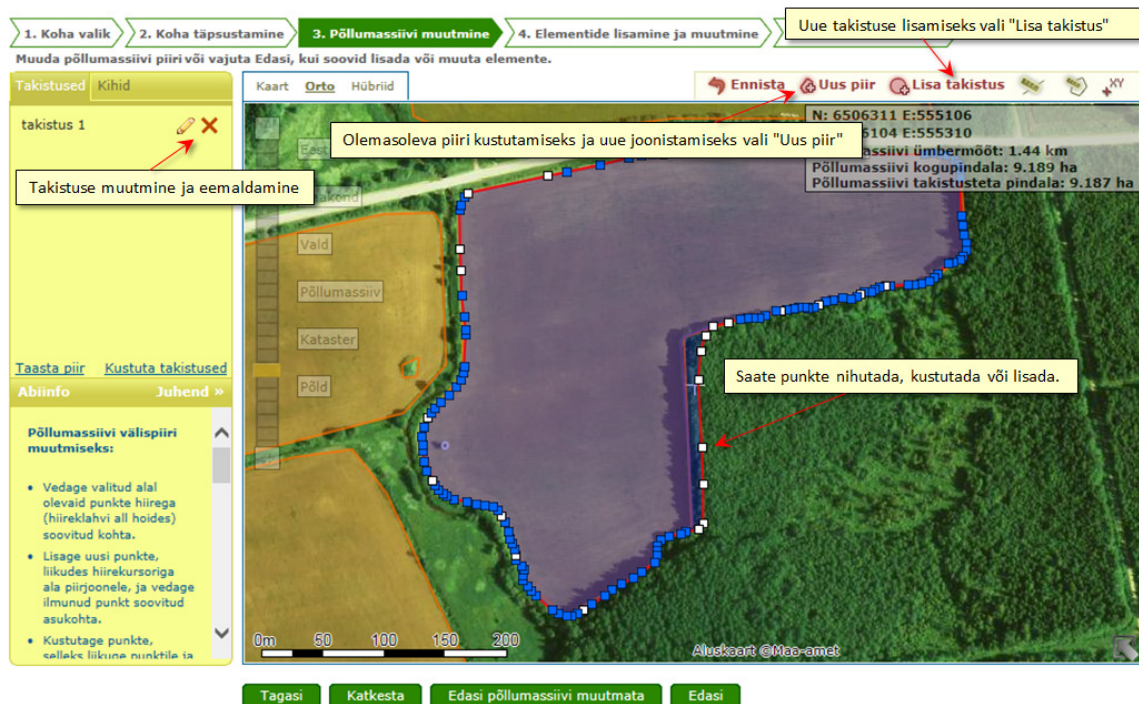 Uue takistuse lisamiseks vali "Lisa takistus"
1. Koha valik
2. Koha täpsustamine
3. Põllumassiivi muutmine
4. Elementide lisamine ja muutmine
Muuda põllumassiivi piiri või vajuta Edasi, kui soovid lisada või muuta elemente.
Takistused
Kihid
Kaart
Orto
Hübriid
Ennista
Uus piir
Lisa takistus
XY
takistus 1
Olemasoleva piiri kustutamiseks ja uue joonistamiseks vali "Uus piir"
N: 6506311 E:555106
104 E:555310
assiivi ümbermõõt: 1.44 km
Põllumassiivi kogupindala: 9.189 ha
Põllumassiivi takistusteta pindala: 9.187 ha
Takistuse muutmine ja eemaldamine
Eest
akond
Vald
Põllumassiiv
Kataster
Põld
Taasta piir
Kustuta takistused
Abiinfo
Juhend »
Põllumassiivi välispiiri
muutmiseks:
• Vedage valitud alal
olevaid punkte hiirega
(hiireklahvi all hoides)
soovitud kohta.
• Lisage uusi punkte,
liikudes hiirekursoriga
ala piirjoonele, ja vedage
ilmunud punkt soovitud
asukohta.
• Kustutage punkte,
selleks liikuge punktile ja
Saate punkte nihutada, kustutada või lisada.
0m 50 100 150 200
Aluskaart ©Maa-amet
Tagasi
Katkesta
Edasi põllumassiivi muutmata
Edasi